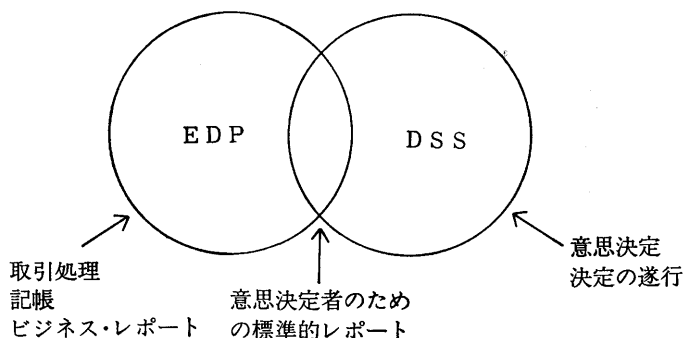 EDP
DSS
取引処理
記帳
ビジネス・レポート
意思決定者のため
の標準的レポート
意思決定
決定の遂行